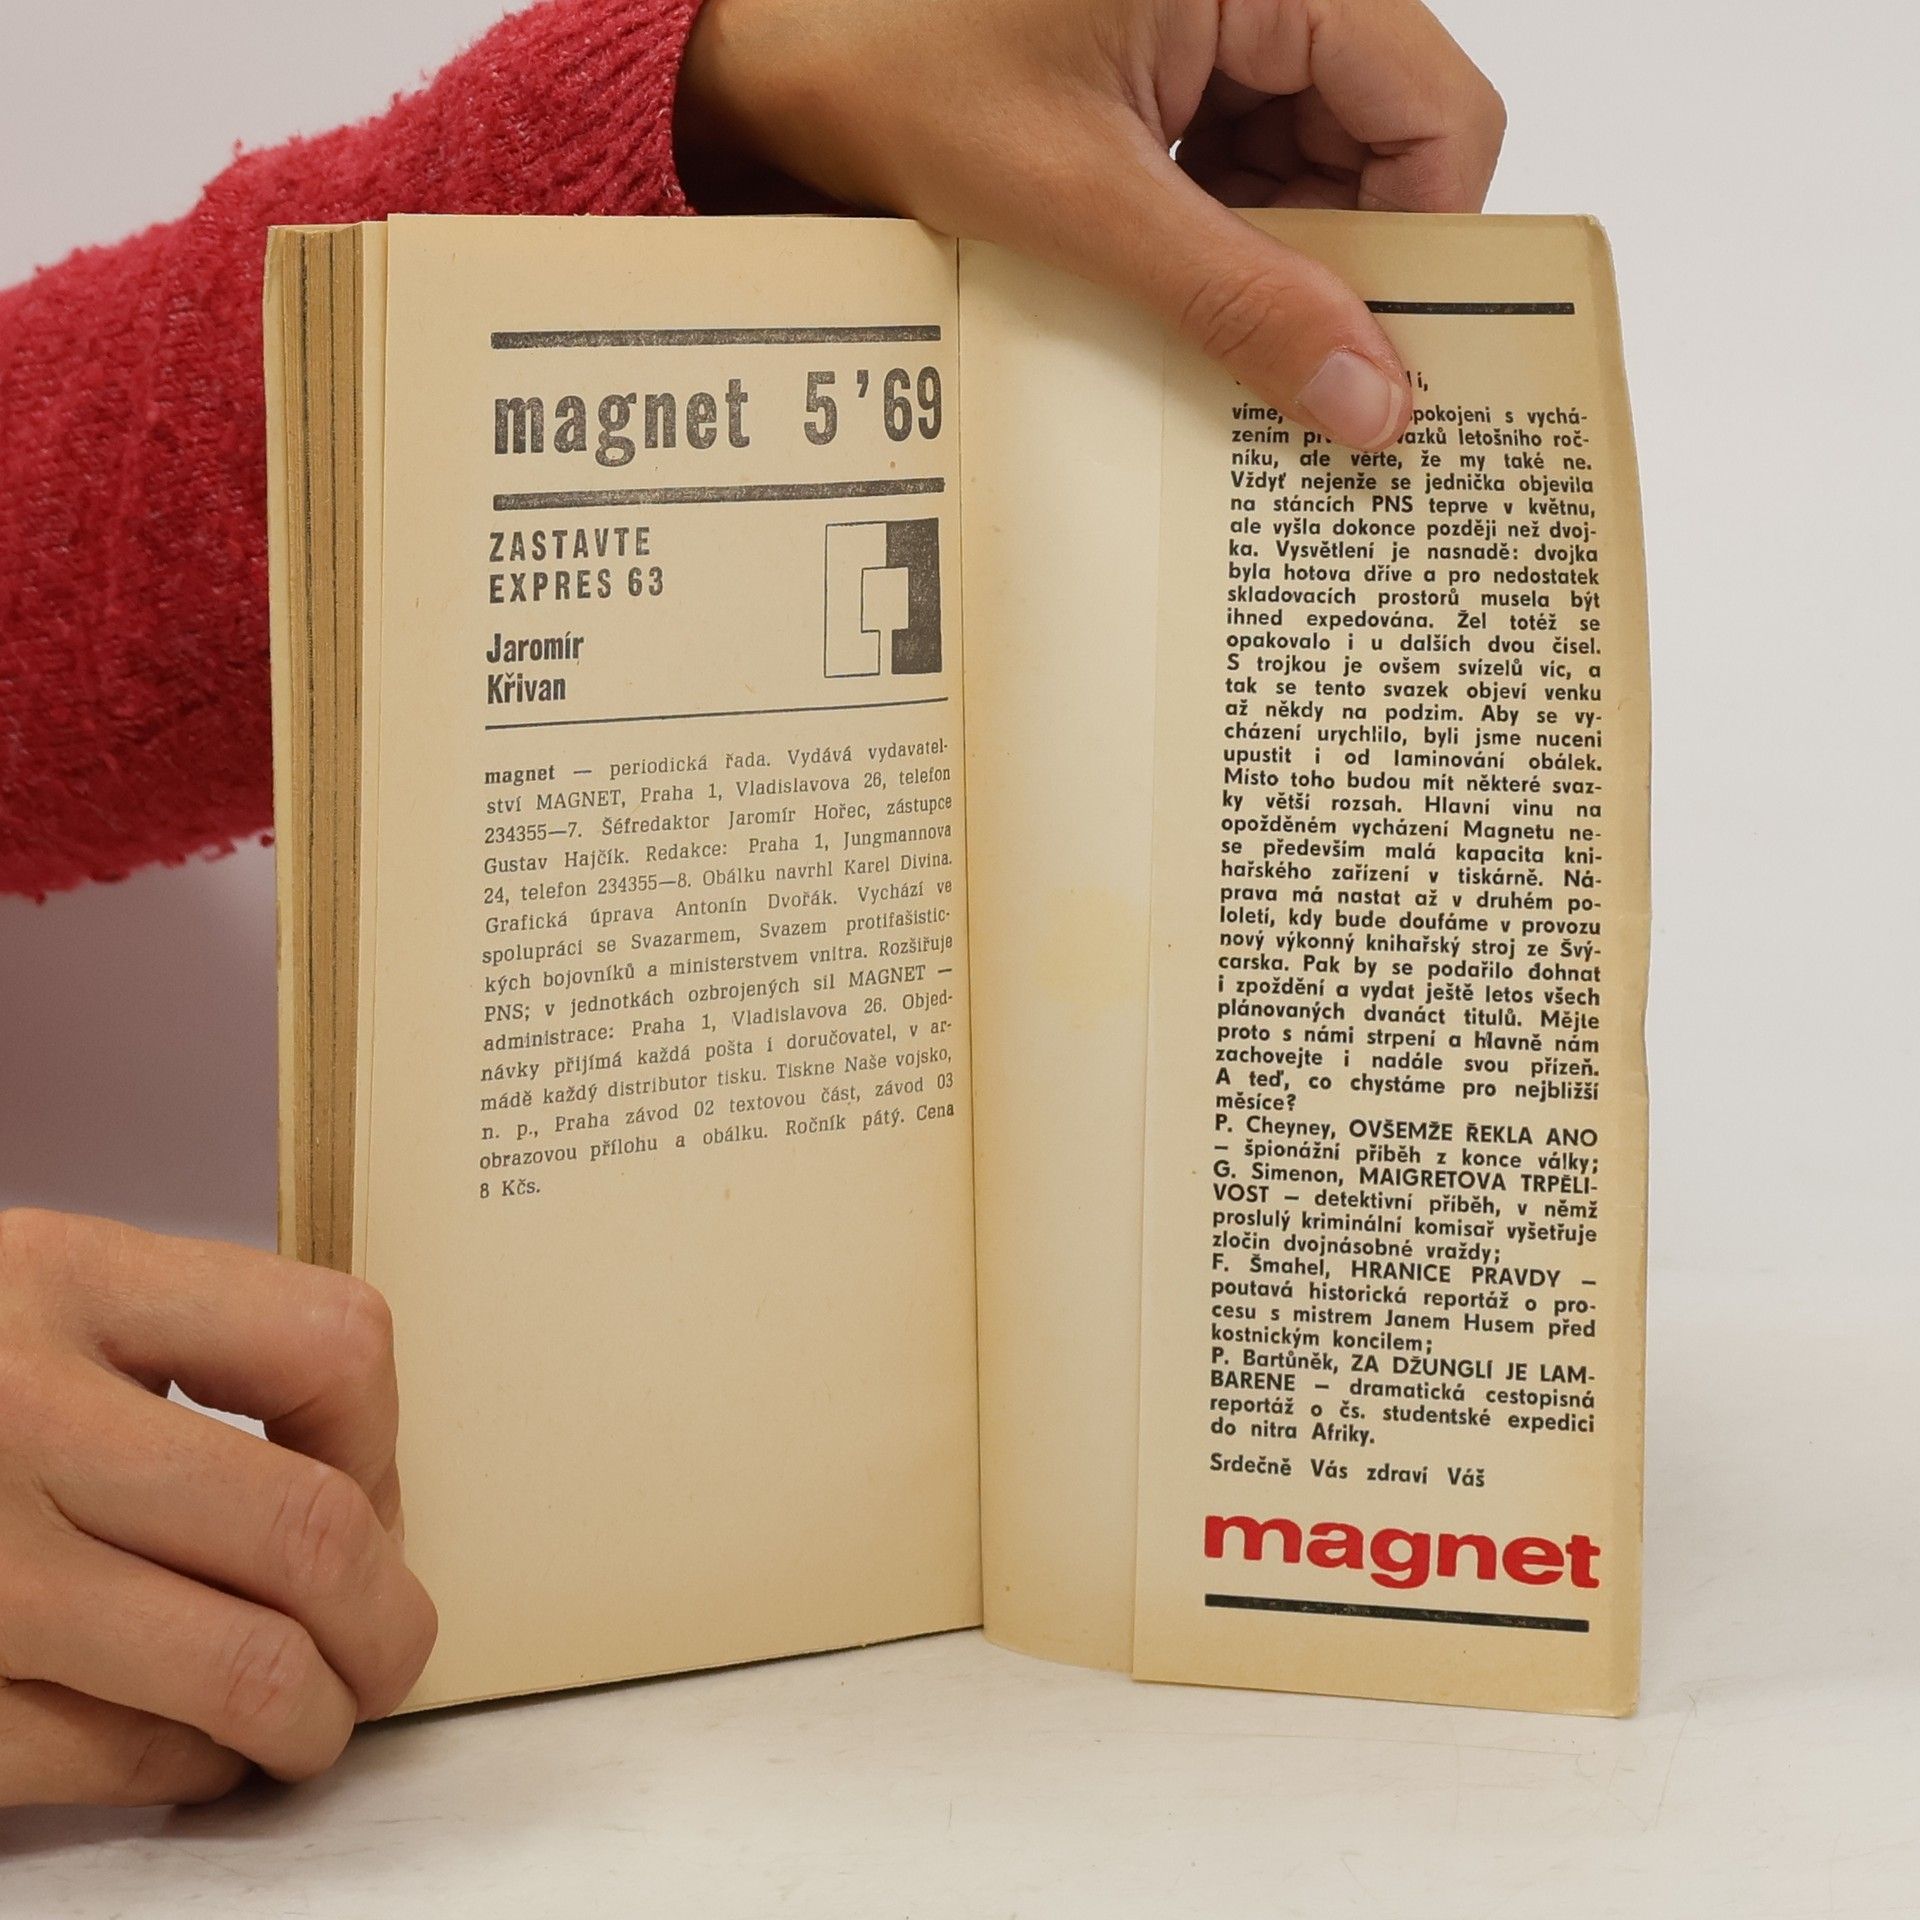 magnet 5’69
ZASTAVTE
EXPRES 63
Jaromír
Křivan
magnet — periodická řada. Vydává vydavatel-
ství MAGNET, Praha 1, Vladislavova 26, telefon
234355—7. Šéfredaktor Jaromír Hořec, zástupce
Gustav Hajčík. Redakce: Praha 1, Jungmannova
24, telefon 234355—8. Obálku navrhl Karel Divina.
Grafická úprava Antonín Dvořák. Vychází ve
spolupráci se Svazarmem, Svazem protifašistic-
kých bojovníků a ministerstvem vnitra. Rozšiřuje
PNS; v jednotkách ozbrojených sil MAGNET —
administrace: Praha 1, Vladislavova 26. Objed-
návky přijímá každá pošta i doručovatel, v ar-
mádě každý distributor tisku. Tiskne Naše vojsko,
n. p., Praha závod 02 textovou část, závod 03
obrazovou přílohu a obálku. Ročník pátý. Cena
8 Kčs.
víme, spokojeni s vychá-
zením letošního roč-
níku, ale věřte, že my také ne.
Vždyť nejenže se jednička objevila
na stáncích PNS teprve v květnu,
ale vyšla dokonce později než dvoj-
ka. Vysvětlení je nasnadě: dvojka
byla hotova dříve a pro nedostatek
skladovacích prostorů musela být
ihned expedována. Žel totéž se
opakovalo i u dalších dvou čisel.
S trojkou je ovšem svízelů víc, a
tak se tento svazek objeví venku
až někdy na podzim. Aby se vy-
cházení urychlilo, byli jsme nuceni
upustit i od laminování obálek.
Místo toho budou mít některé svaz-
ky větší rozsah. Hlavní vinu na
opožděném vycházení Magnetu ne-
se především malá kapacita kni-
hařského zařízení v tiskárně. Ná-
prava má nastat až v druhém po-
loletí, kdy bude doufáme v provozu
nový výkonný knihařský stroj ze Švý-
carska. Pak by se podařilo dohnat
i zpoždění a vydat ještě letos všech
plánovaných dvanáct titulů. Mějte
proto s námi strpení a hlavně nám
zachovejte i nadále svou přízeň.
A teď, co chystáme pro nejbližší
měsíce?
P. Cheyney, OVŠEMŽE ŘEKLA ANO
– špionážní příběh z konce války;
G. Simenon, MAIGRETOVA TRPĚLI-
VOST – detektivní příběh, v němž
proslulý kriminální komisař vyšetřuje
zločin dvojnásobné vraždy;
F. Šmahel, HRANICE PRAVDY –
poutavá historická reportáž o pro-
cesu s mistrem Janem Husem před
kostnickým koncilem;
P. Bartůněk, ZA DŽUNGLÍ JE LAM-
BARENE – dramatická cestopisná
reportáž o čs. studentské expedici
do nitra Afriky.
Srdečně Vás zdraví Váš
magnet